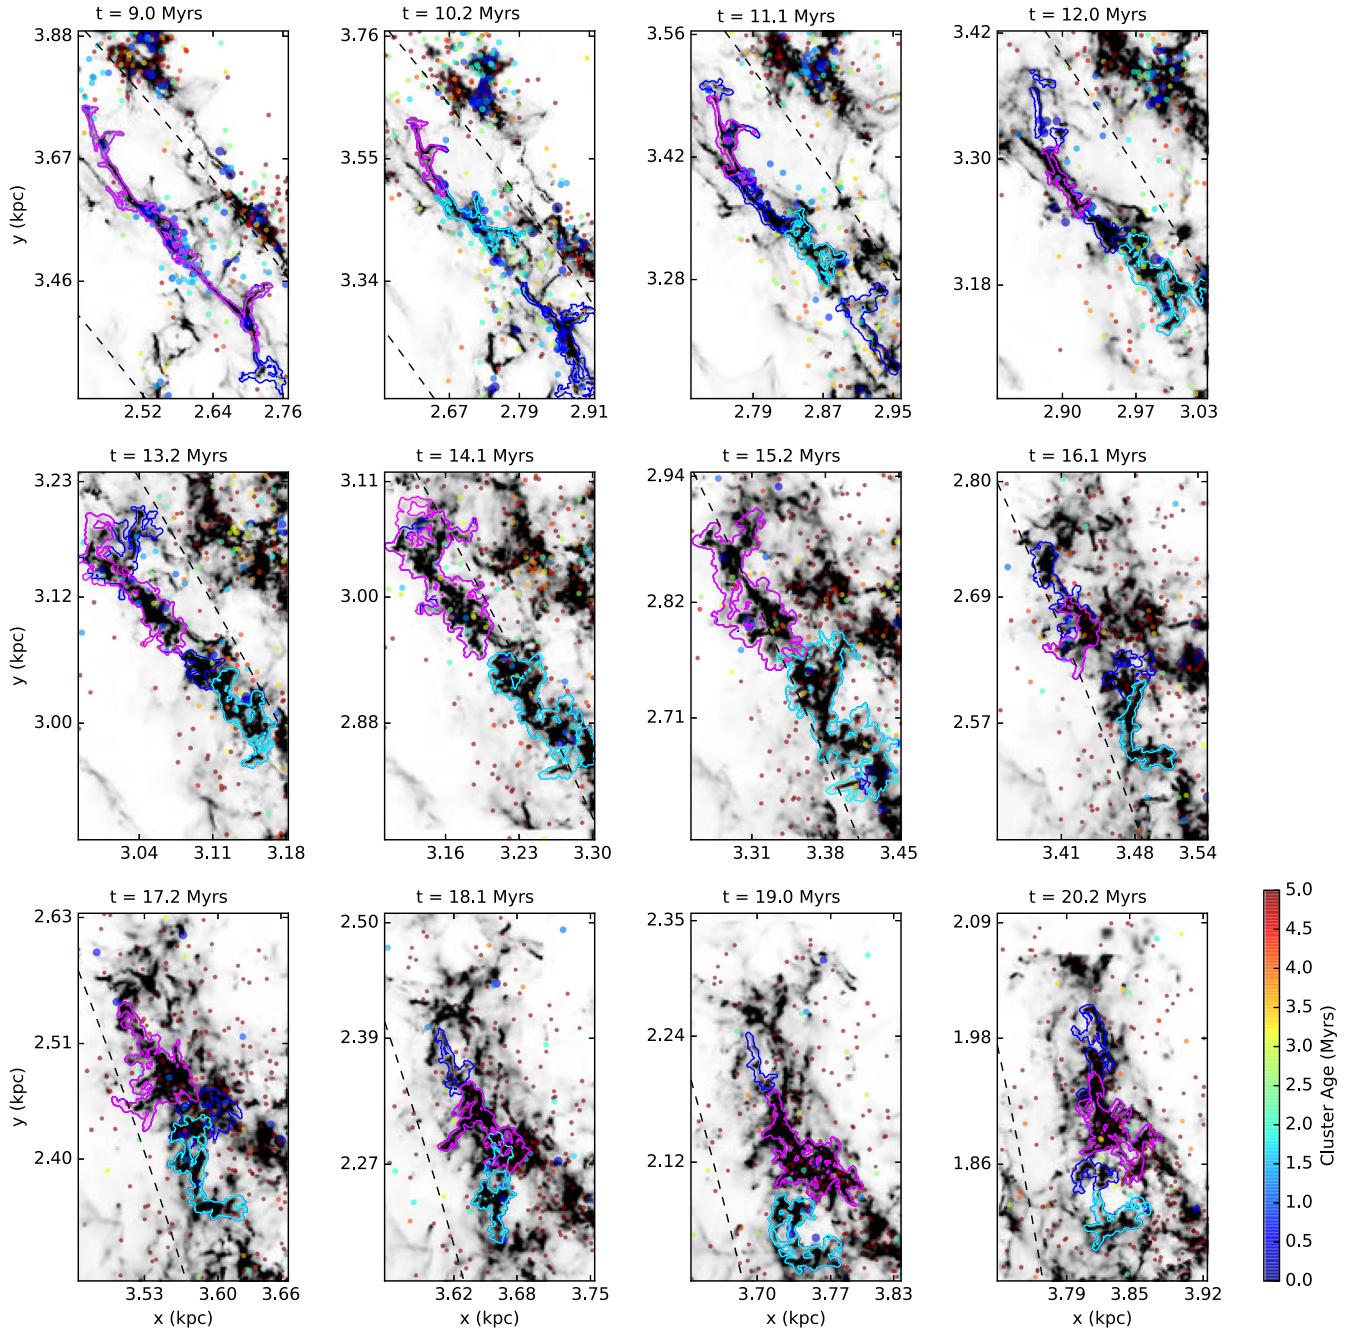 t = 9.0 Myrs
t = 10.2 Myrs
t = 11.1 Myrs
t = 12.0 Myrs
3.88
3.67
3.46
y (kpc)
2.52 2.64 2.76
3.76
3.55
3.34
2.67 2.79 2.91
3.56
3.42
3.28
2.79 2.87 2.95
3.42
3.30
3.18
2.90 2.97 3.03
t = 13.2 Myrs
t = 14.1 Myrs
t = 15.2 Myrs
t = 16.1 Myrs
3.23
3.12
3.00
y (kpc)
3.04 3.11 3.18
3.11
3.00
2.88
3.16 3.23 3.30
2.94
2.82
2.71
3.31 3.38 3.45
2.80
2.69
2.57
3.41 3.48 3.54
t = 17.2 Myrs
t = 18.1 Myrs
t = 19.0 Myrs
t = 20.2 Myrs
2.63
2.51
2.40
y (kpc)
3.53 3.60 3.66
x (kpc)
2.50
2.39
2.27
3.62 3.68 3.75
x (kpc)
2.35
2.24
2.12
3.70 3.77 3.83
x (kpc)
2.09
1.98
1.86
3.79 3.85 3.92
x (kpc)
5.0
4.5
4.0
3.5
3.0
2.5
2.0
1.5
1.0
0.5
0.0
Cluster Age (Myrs)